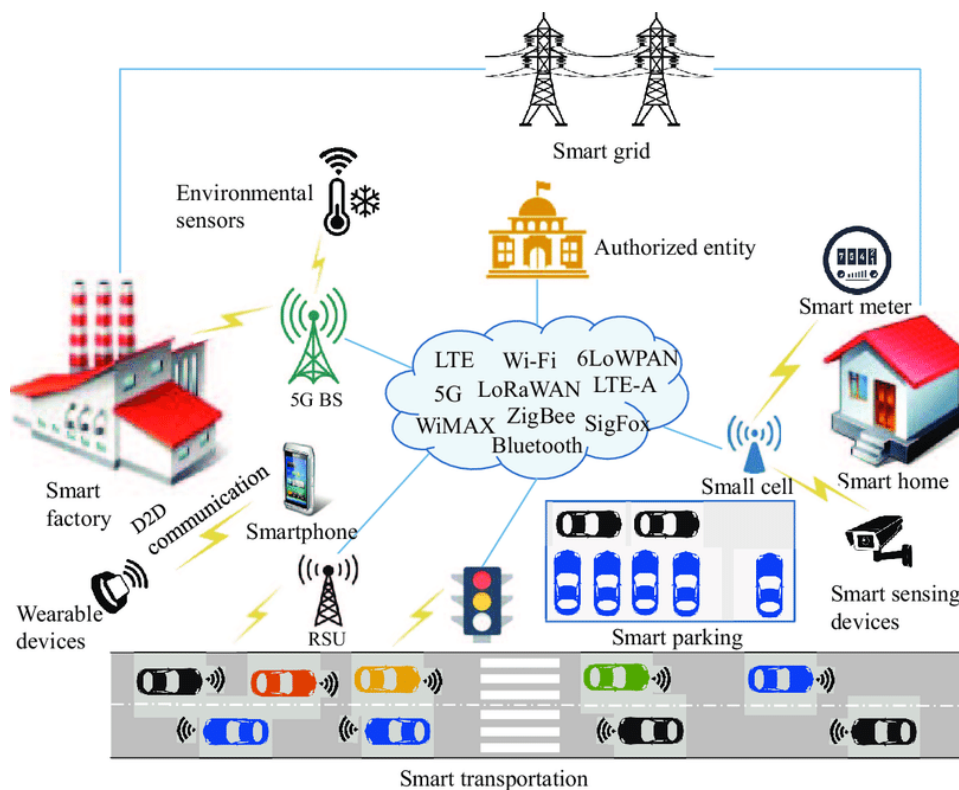 Smart grid
Environmental
sensors
Authorized entity
Smart meter
LTE
Wi-Fi
6LoWPAN
5G
LoRaWAN
LTE-A
WiMAX
ZigBee
SigFox
Bluetooth
5G BS
Smart
factory
D2D
communication
Smartphone
Small cell
Smart home
Wearable
devices
RSU
Smart parking
Smart sensing
devices
Smart transportation